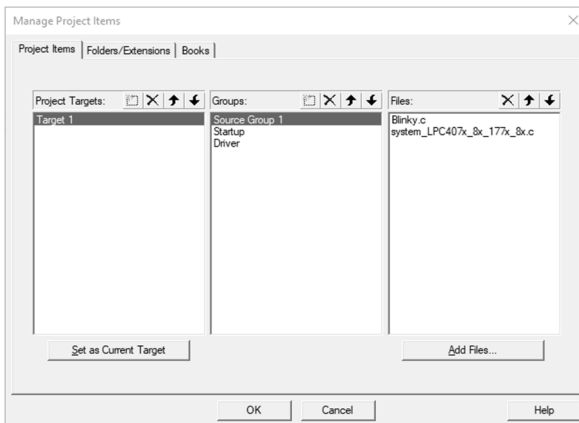 Manage Project Items
Project Items Folders/Extensions Books
Project Targets: Groups: Files:
Target 1 Source Group 1 Blinky.c
Startup system_LPC407x_8x_177x_8x.c
Driver
Set as Current Target Add Files...
OK Cancel Help